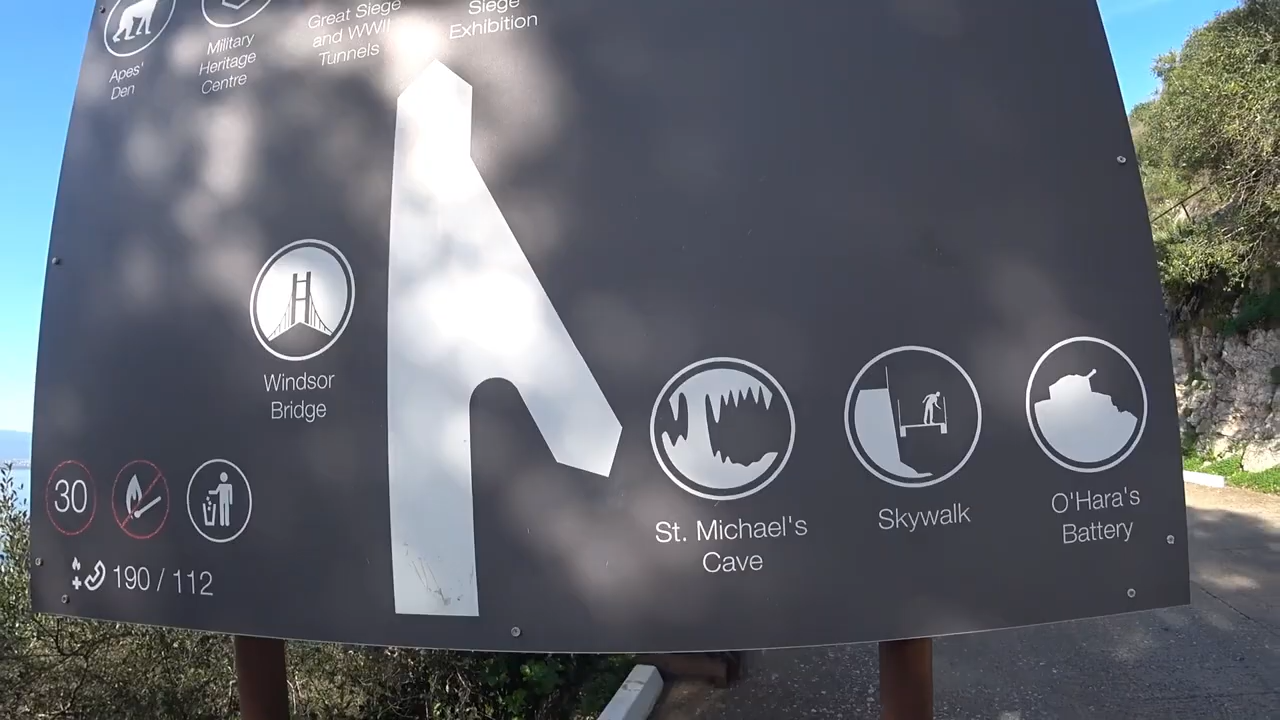 Apes'
Den
Military
Heritage
Centre
Great Siege
and WWII
Tunnels
Siege
Exhibition
Windsor
Bridge
St. Michael's
Cave
Skywalk
O'Hara's
Battery
30
190 / 112